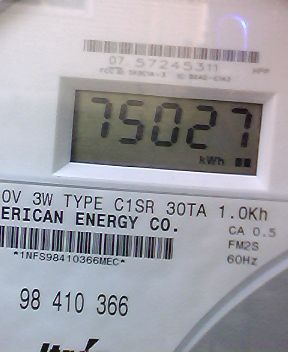 07 57245311
75027
kWh
0V 3W TYPE C1SR 30TA 1.0Kh
ERICAN ENERGY CO.
CA 0.5
FM2S
*1NFS98410366MEC*
60Hz
98 410 366